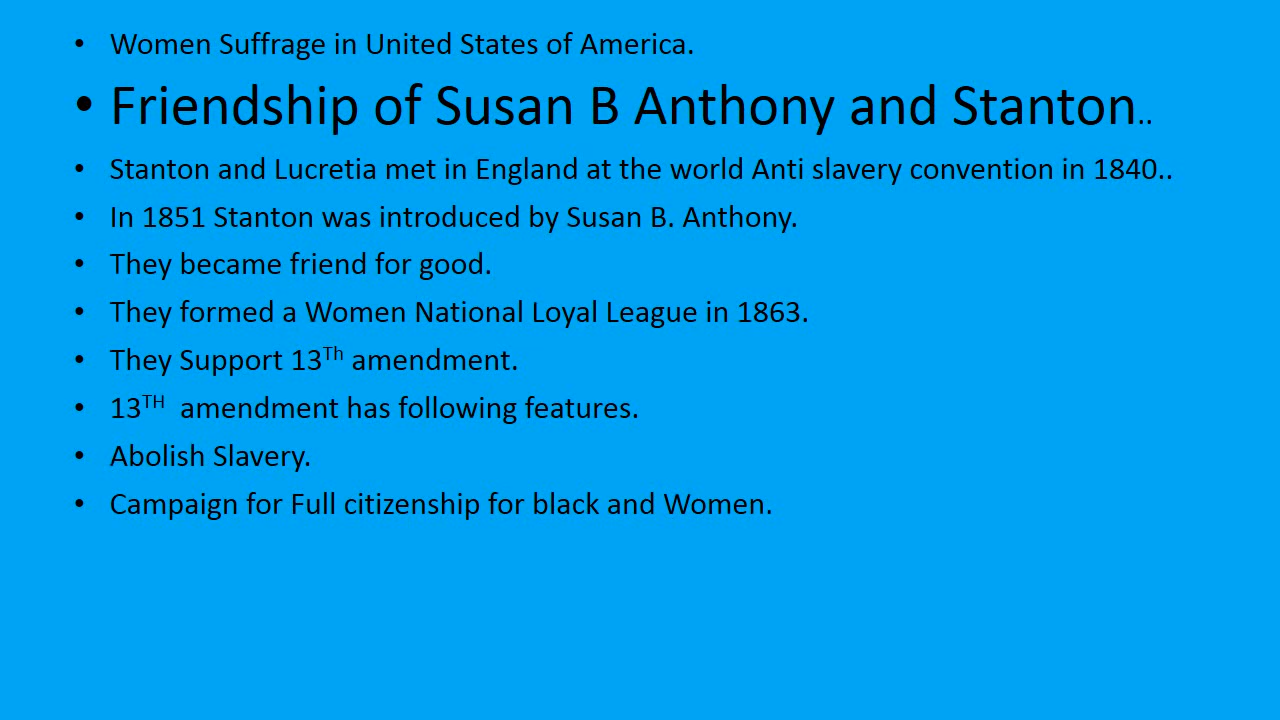 • Women Suffrage in United States of America.
• Friendship of Susan B Anthony and Stanton..
• Stanton and Lucretia met in England at the world Anti slavery convention in 1840..
• In 1851 Stanton was introduced by Susan B. Anthony.
• They became friend for good.
• They formed a Women National Loyal League in 1863.
• They Support 13Th amendment.
• 13TH  amendment has following features.
• Abolish Slavery.
• Campaign for Full citizenship for black and Women.